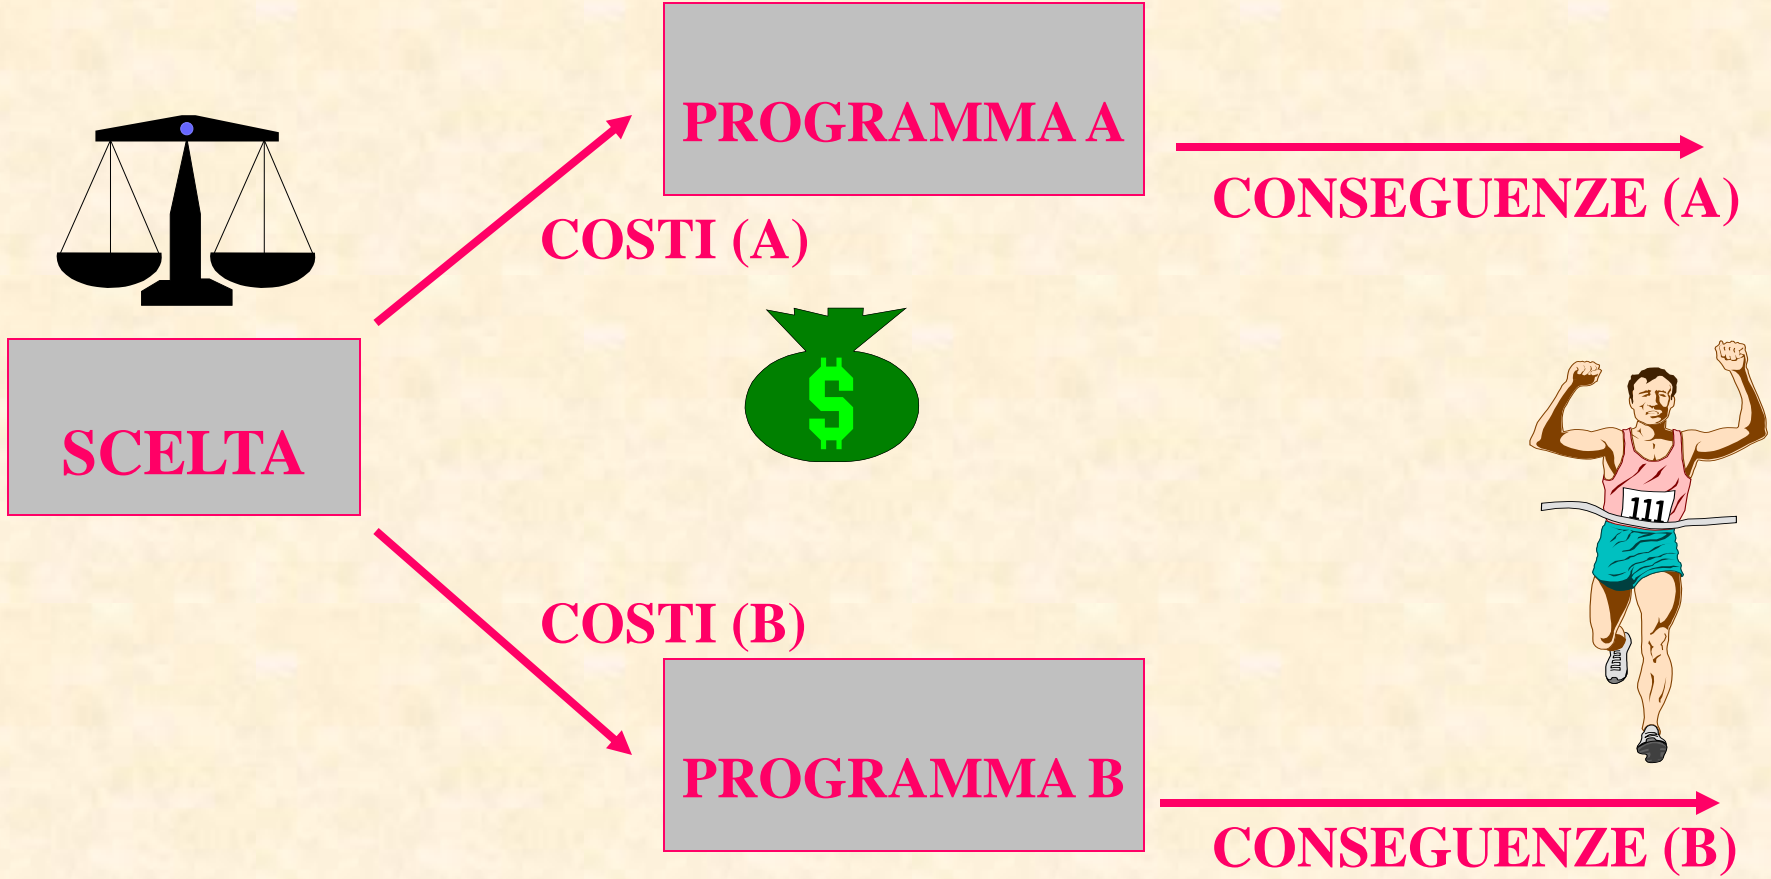 PROGRAMMA A
CONSEGUENZE (A)
COSTI (A)
$
SCELTA
111
COSTI (B)
PROGRAMMA B
CONSEGUENZE (B)